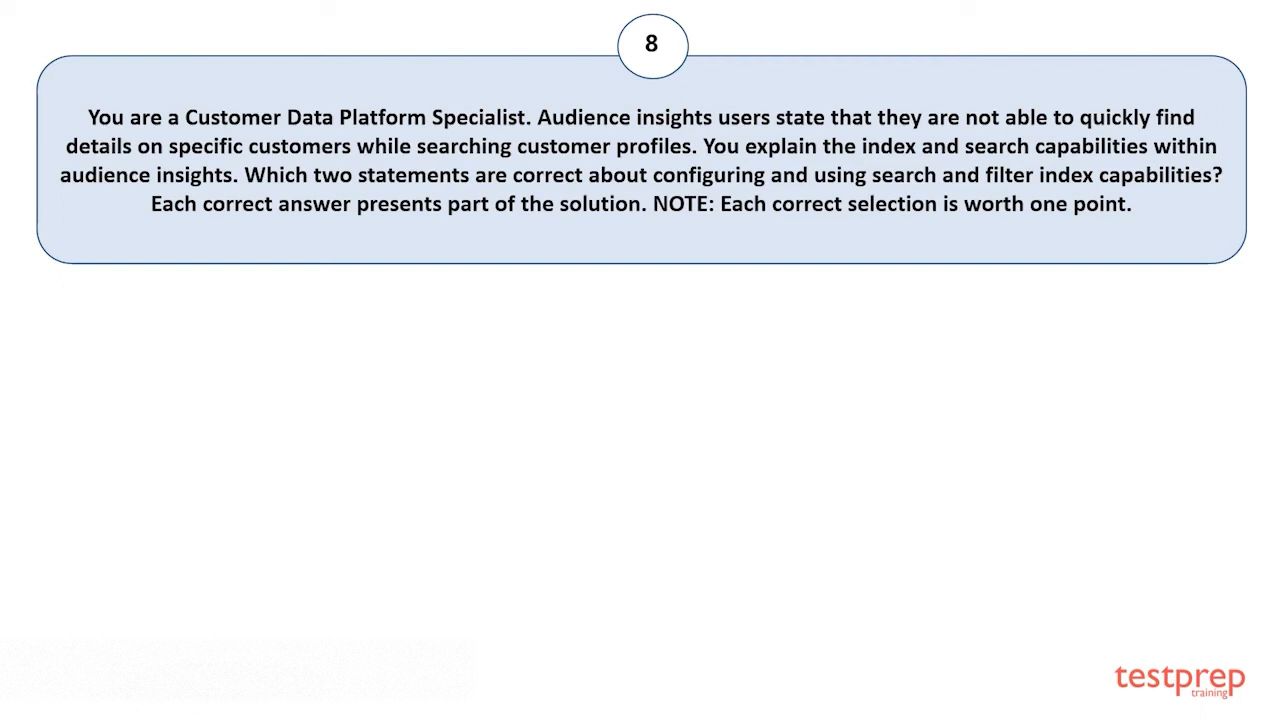 8
You are a Customer Data Platform Specialist. Audience insights users state that they are not able to quickly find
details on specific customers while searching customer profiles. You explain the index and search capabilities within
audience insights. Which two statements are correct about configuring and using search and filter index capabilities?
Each correct answer presents part of the solution. NOTE: Each correct selection is worth one point.
testprep
training